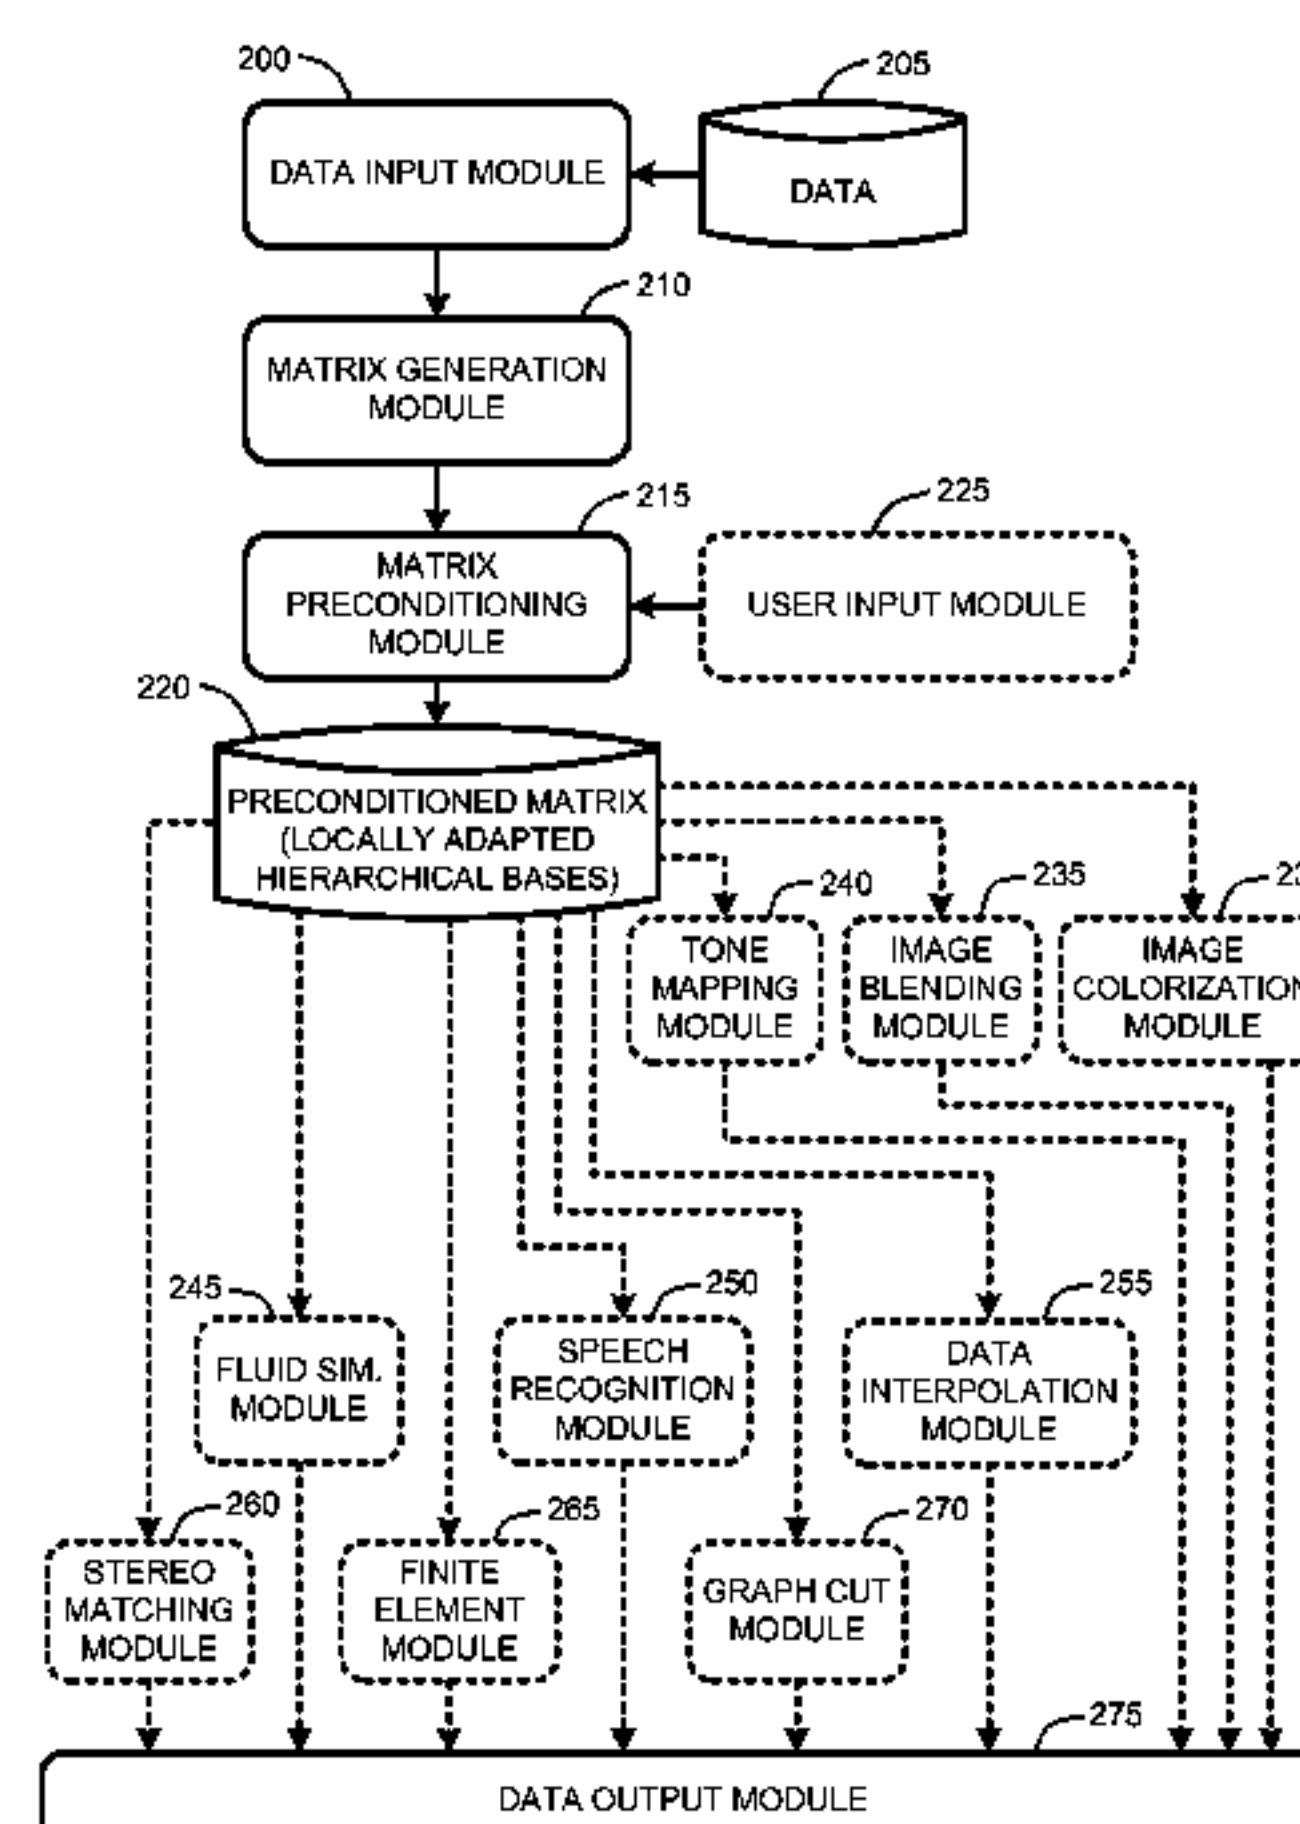 200
205
DATA INPUT MODULE
DATA
210
MATRIX GENERATION
MODULE
215
225
MATRIX
PRECONDITIONING
MODULE
USER INPUT MODULE
220
PRECONDITIONED MATRIX
(LOCALLY ADAPTED
HIERARCHICAL BASES)
240
235
TONE
MAPPING
MODULE
IMAGE
BLENDING
MODULE
IMAGE
COLORIZATION
MODULE
245
250
255
FLUID SIM.
MODULE
SPEECH
RECOGNITION
MODULE
DATA
INTERPOLATION
MODULE
260
265
270
STEREO
MATCHING
MODULE
FINITE
ELEMENT
MODULE
GRAPH CUT
MODULE
275
DATA OUTPUT MODULE